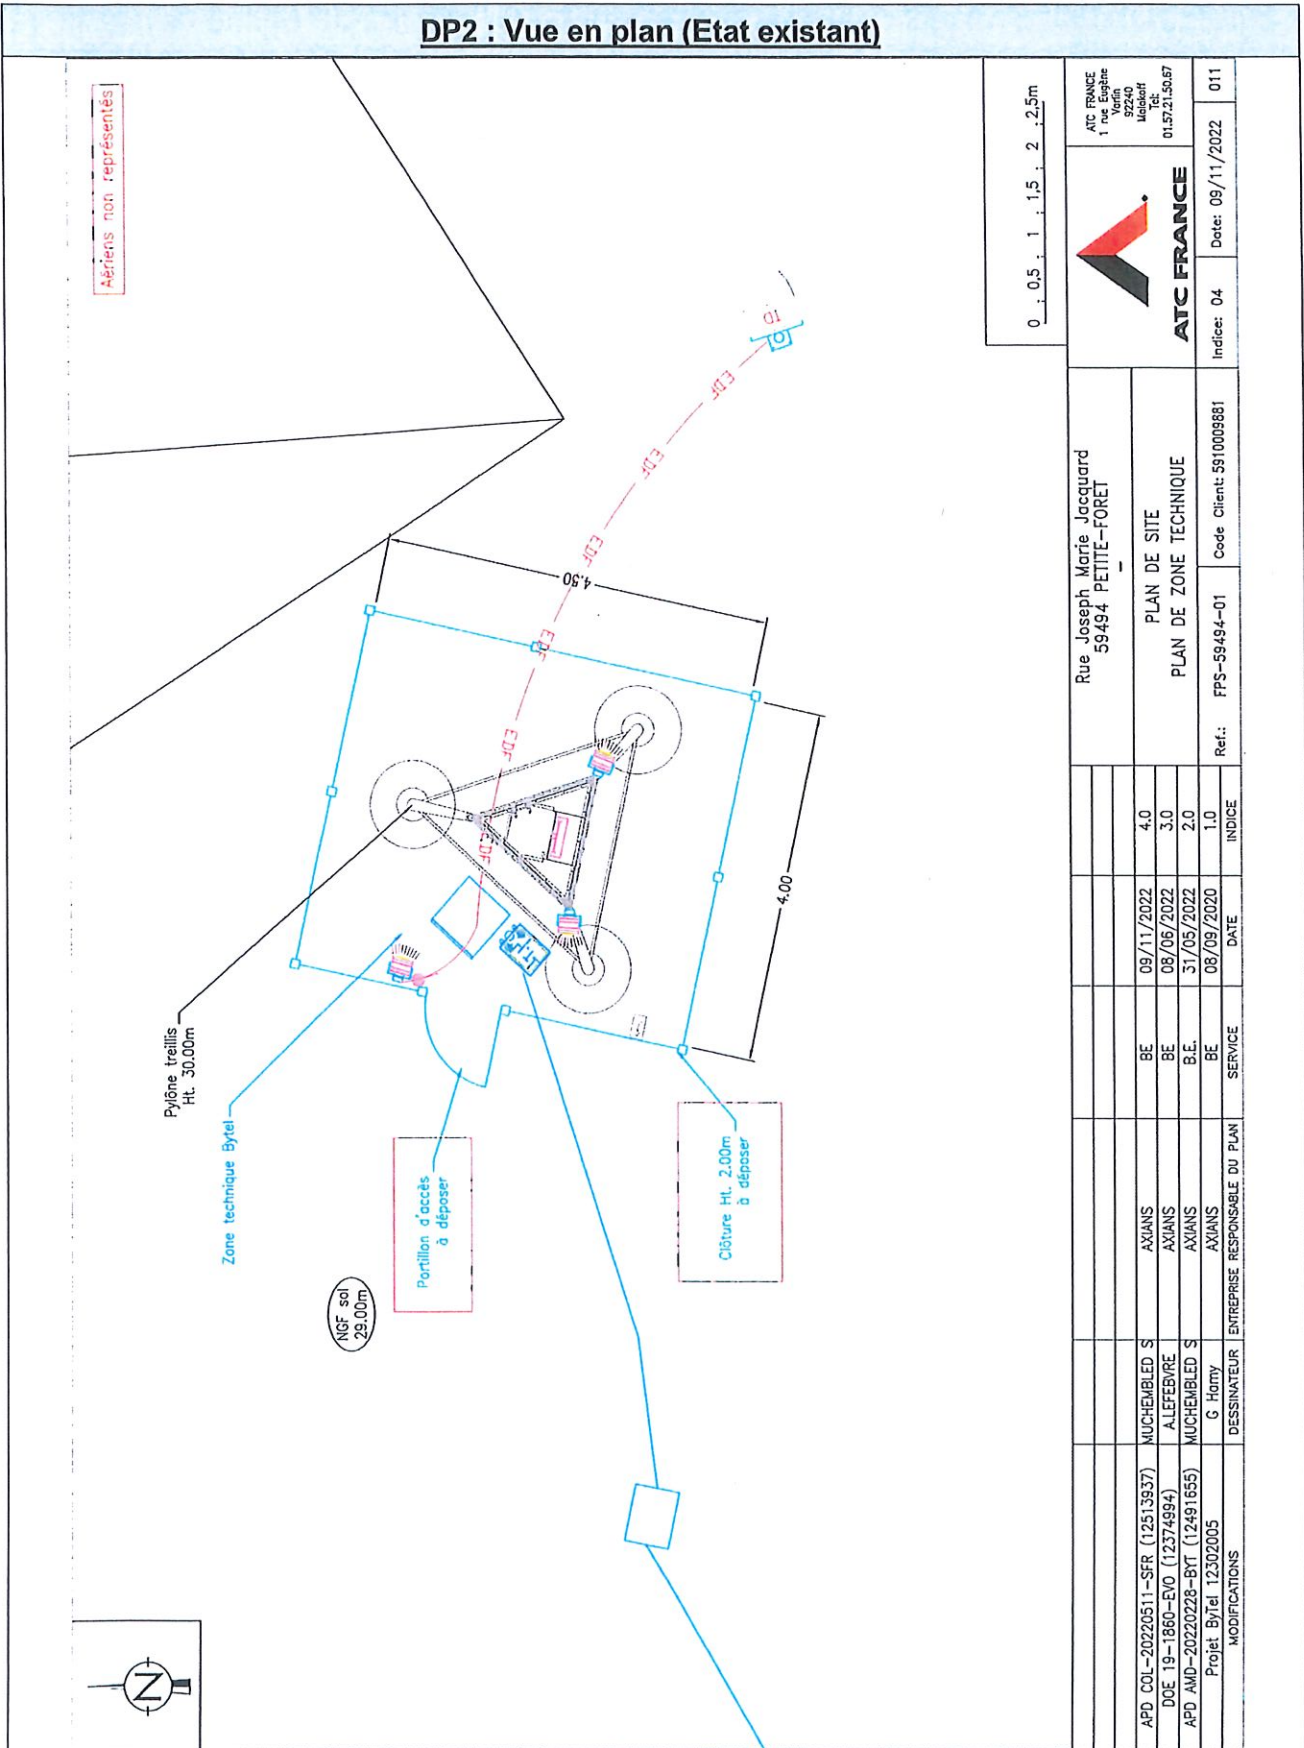 DP2 : Vue en plan (Etat existant)
Aériens non représentés
0 : 0,5 : 1 : 1,5 : 2 : 2,5m
TD
EDF
EDF
EDF
EDF
EDF
EDF
4.50
4.00
Pylône treillis
Ht. 30.00m
Zone technique Bytel
Portillon d'accès
à déposer
Clôture Ht. 2.00m
à déposer
NGF sol
29.00m
N
ATC FRANCE
1 rue Eugène
Varlin
92240
Malakoff
Tel:
01.57.21.50.67
ATC FRANCE
Rue Joseph Marie Jacquard
59494 PETITE-FORET
-
PLAN DE SITE
PLAN DE ZONE TECHNIQUE
Ref.: FPS-59494-01 Code Client: 5910009881 Indice: 04 Date: 09/11/2022 011
APD COL-20220511-SFR (12513937) MUCHEMBLED S AXIANS BE 09/11/2022 4.0
DOE 19-1860-EVO (12374994) A.LEFEBVRE AXIANS BE 08/06/2022 3.0
APD AMD-20220228-BYT (12491655) MUCHEMBLED S AXIANS B.E. 31/05/2022 2.0
Projet ByTel 12302005 G Hamy AXIANS BE 08/09/2020 1.0
MODIFICATIONS DESSINATEUR ENTREPRISE RESPONSABLE DU PLAN SERVICE DATE INDICE